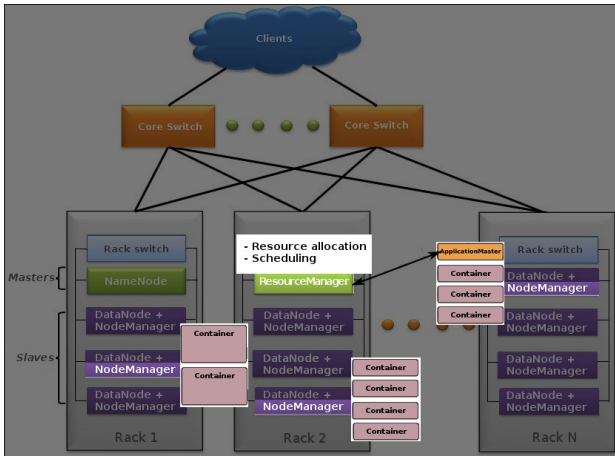 Clients
Core Switch
Core Switch
- Resource allocation
- Scheduling
Masters
Slaves
Rack switch
NameNode
DataNode +
NodeManager
DataNode +
NodeManager
DataNode +
NodeManager
Container
Container
Rack 1
ResourceManager
DataNode +
NodeManager
DataNode +
NodeManager
DataNode +
NodeManager
Container
Container
Container
Container
Rack 2
ApplicationMaster
Container
Container
Container
Rack switch
DataNode +
NodeManager
DataNode +
NodeManager
DataNode +
NodeManager
DataNode +
NodeManager
Rack N